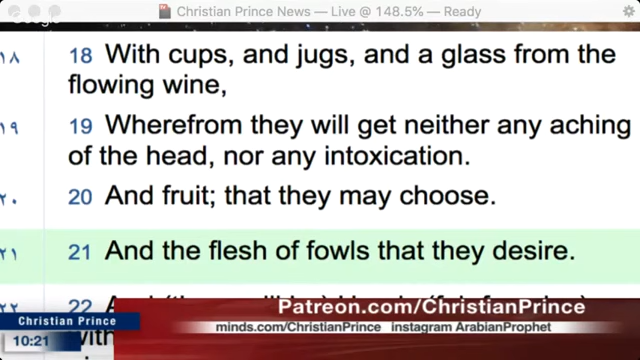 Christian Prince News — Live @ 148.5% — Ready
١٨ 18 With cups, and jugs, and a glass from the
flowing wine,
١٩ 19 Wherefrom they will get neither any aching
of the head, nor any intoxication.
٢٠ 20 And fruit; that they may choose.
٢١ 21 And the flesh of fowls that they desire.
٢٢ 22
Patreon.com/ChristianPrince
Christian Prince
minds.com/ChristianPrince instagram ArabianProphet
10:21
with